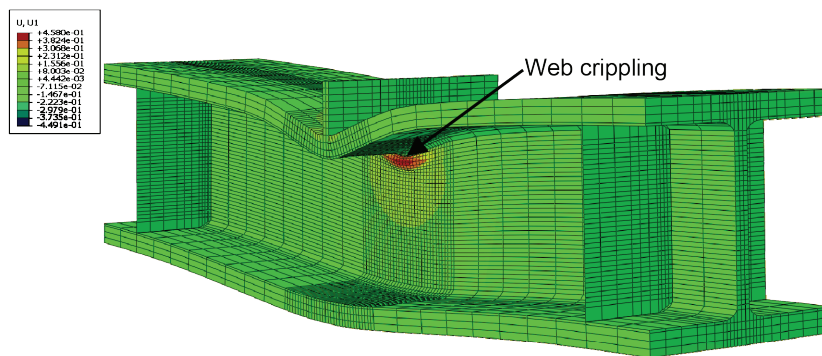 U, U1
+4.580e-01
+3.824e-01
+3.068e-01
+2.312e-01
+1.556e-01
+8.003e-02
+4.442e-03
-7.115e-02
-1.467e-01
-2.223e-01
-2.979e-01
-3.735e-01
-4.491e-01
Web crippling